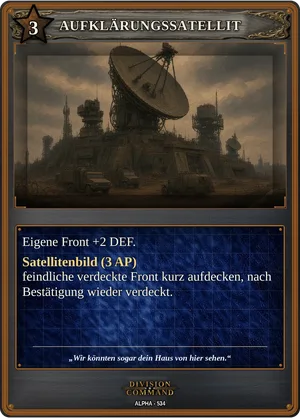 3
AUFKLÄRUNGSSATELLIT
Eigene Front +2 DEF.
Satellitenbild (3 AP)
feindliche verdeckte Front kurz aufdecken, nach
Bestätigung wieder verdeckt.
„Wir könnten sogar dein Haus von hier sehen.“
DIVISION
COMMAND
ALPHA - 534